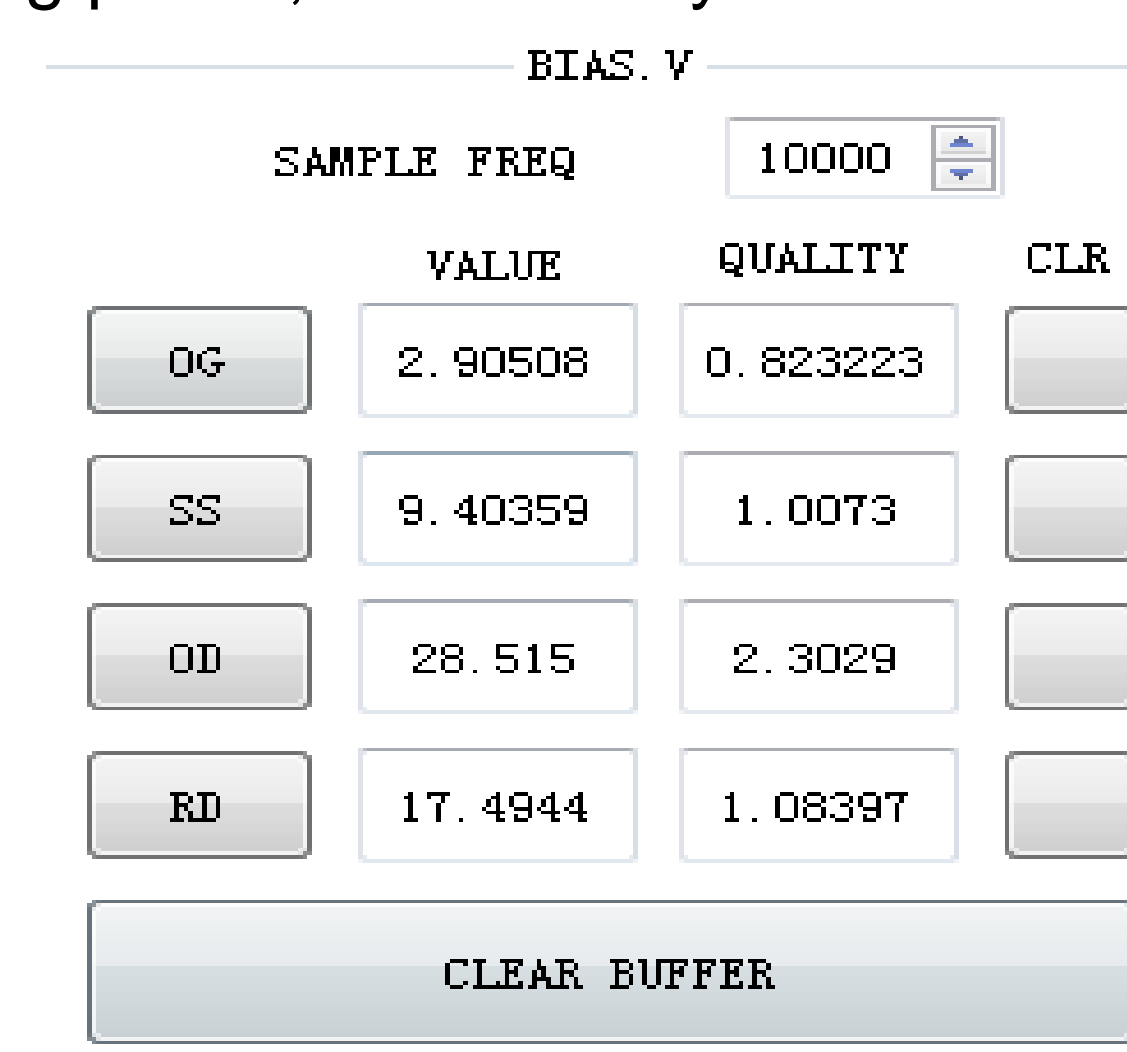 BIAS.V
SAMPLE FREQ 10000
VALUE QUALITY CLR
OG 2.90508 0.823223
SS 9.40359 1.0073
OD 28.515 2.3029
RD 17.4944 1.08397
CLEAR BUFFER